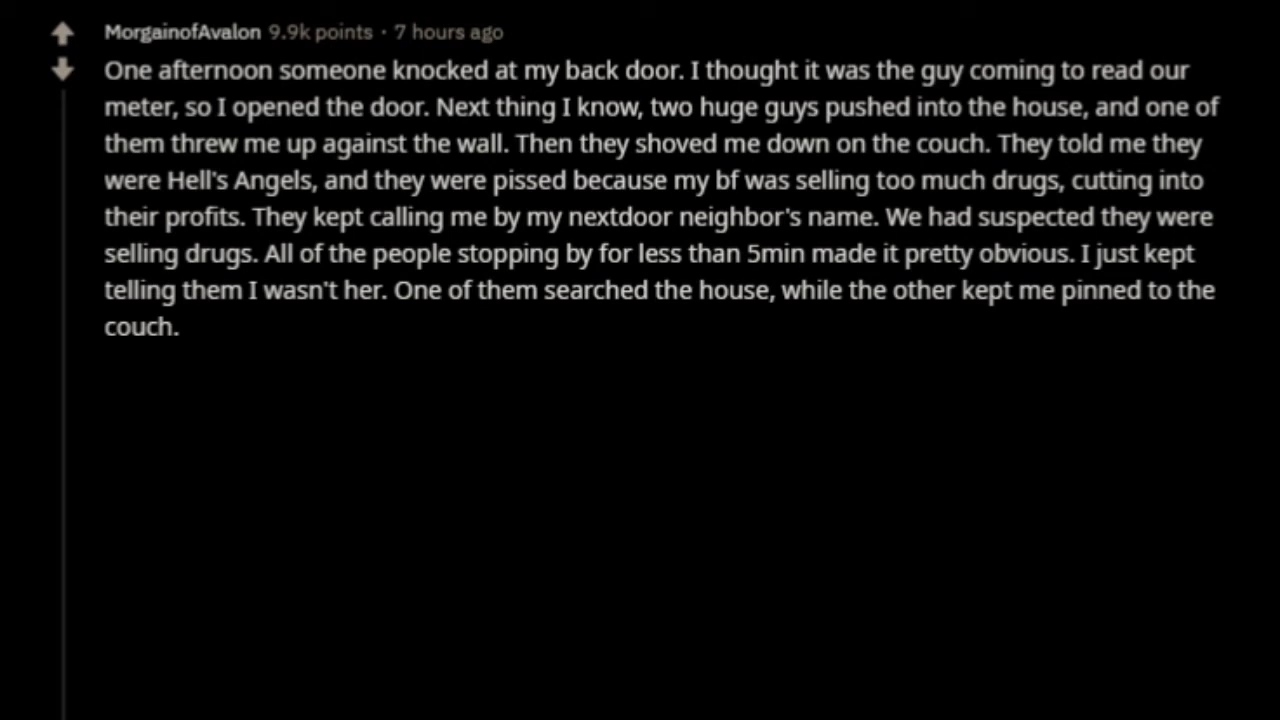 MorgainofAvalon 9.9k points · 7 hours ago
One afternoon someone knocked at my back door. I thought it was the guy coming to read our
meter, so I opened the door. Next thing I know, two huge guys pushed into the house, and one of
them threw me up against the wall. Then they shoved me down on the couch. They told me they
were Hell's Angels, and they were pissed because my bf was selling too much drugs, cutting into
their profits. They kept calling me by my nextdoor neighbor's name. We had suspected they were
selling drugs. All of the people stopping by for less than 5min made it pretty obvious. I just kept
telling them I wasn't her. One of them searched the house, while the other kept me pinned to the
couch.